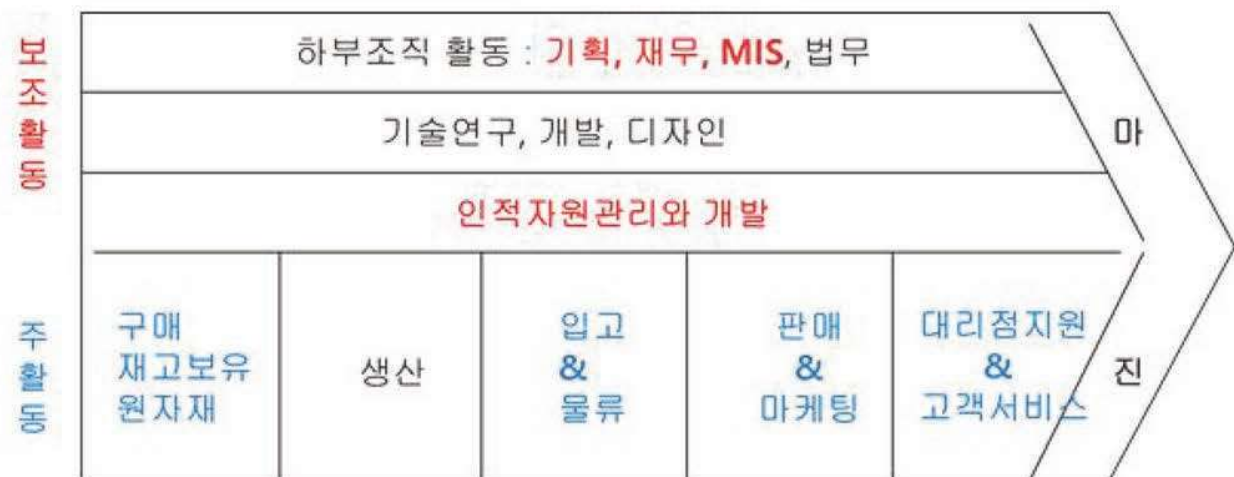 보조활동
하부조직 활동 : 기획, 재무, MIS, 법무
기술연구, 개발, 디자인
인적자원관리와 개발
마진
주활동
구매
재고보유
원자재
생산
입고
&
물류
판매
&
마케팅
대리점지원
&
고객서비스